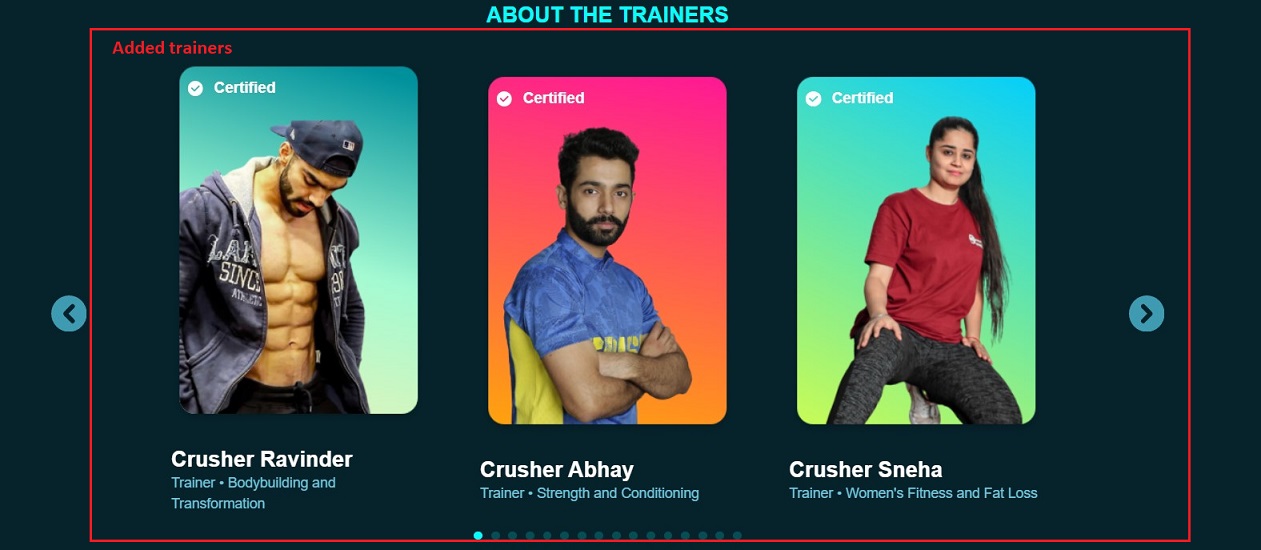 ABOUT THE TRAINERS
Added trainers
Certified
Certified
Certified
SINCE
Crusher Ravinder
Trainer • Bodybuilding and
Transformation
Crusher Abhay
Trainer • Strength and Conditioning
Crusher Sneha
Trainer • Women's Fitness and Fat Loss